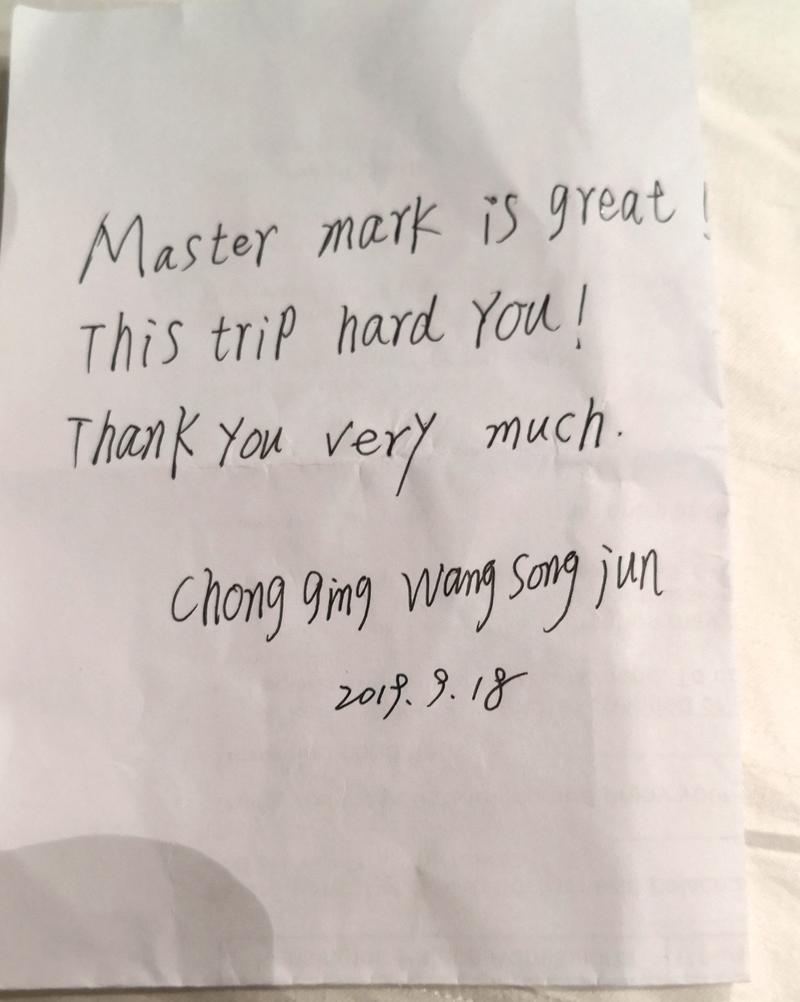 Master mark is great!
This trip hard You!
Thank You very much.
Chong qing Wang Song jun
2019.9.18